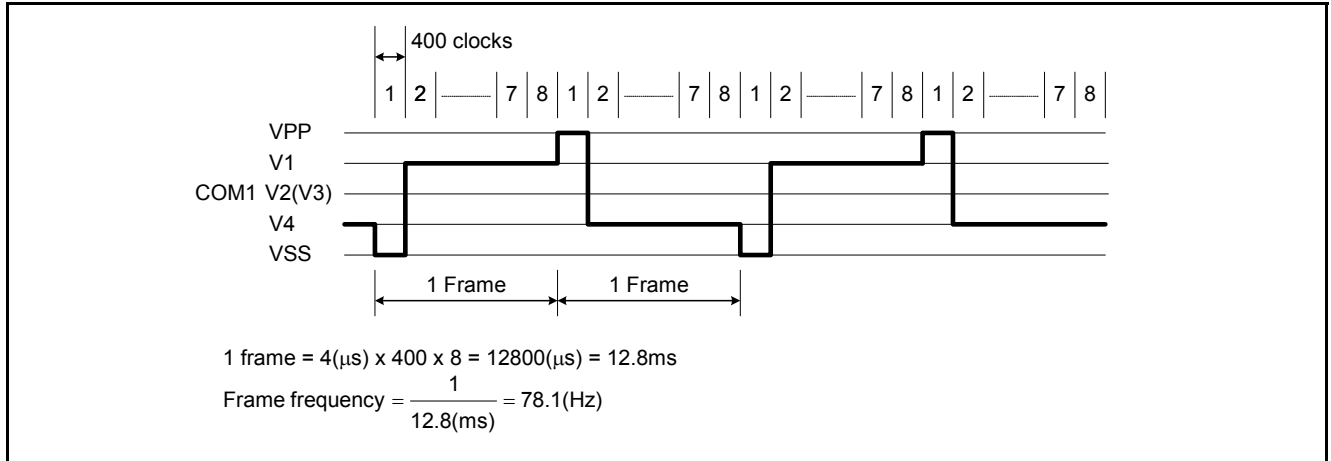 400 clocks
1 2 7 8 1 2 7 8 1 2 7 8 1 2 7 8
VPP
V1
COM1 V2(V3)
V4
VSS
1 Frame 1 Frame
1 frame = 4(μs) x 400 x 8 = 12800(μs) = 12.8ms
Frame frequency = 1 / 12.8(ms) = 78.1(Hz)